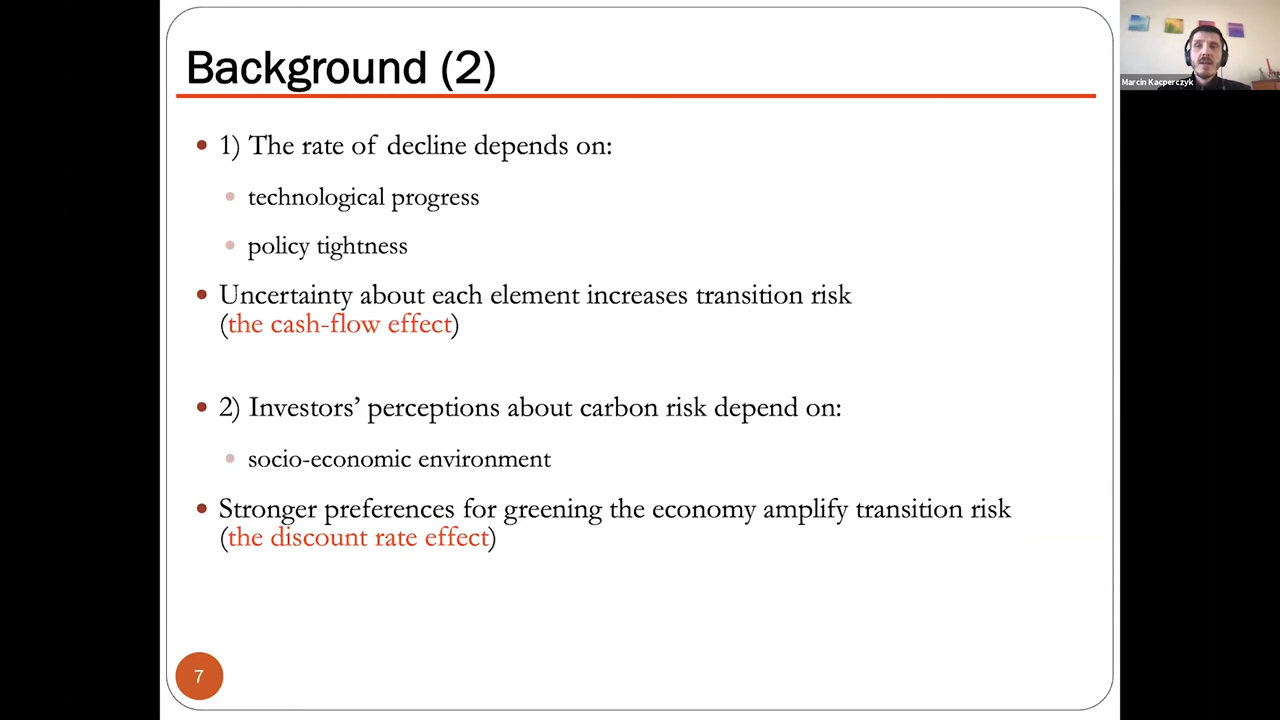 Background (2)
• 1) The rate of decline depends on:
• technological progress
• policy tightness
• Uncertainty about each element increases transition risk
(the cash-flow effect)
• 2) Investors’ perceptions about carbon risk depend on:
• socio-economic environment
• Stronger preferences for greening the economy amplify transition risk
(the discount rate effect)
7
Marcin Kacperczyk